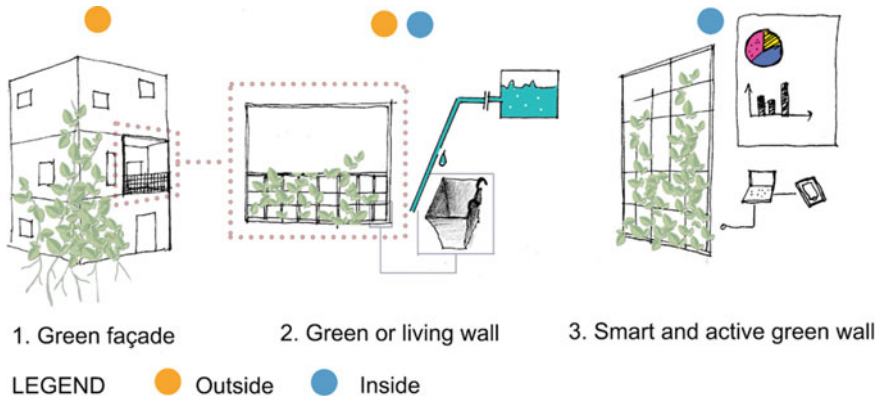 1. Green façade
2. Green or living wall
3. Smart and active green wall
LEGEND Outside Inside